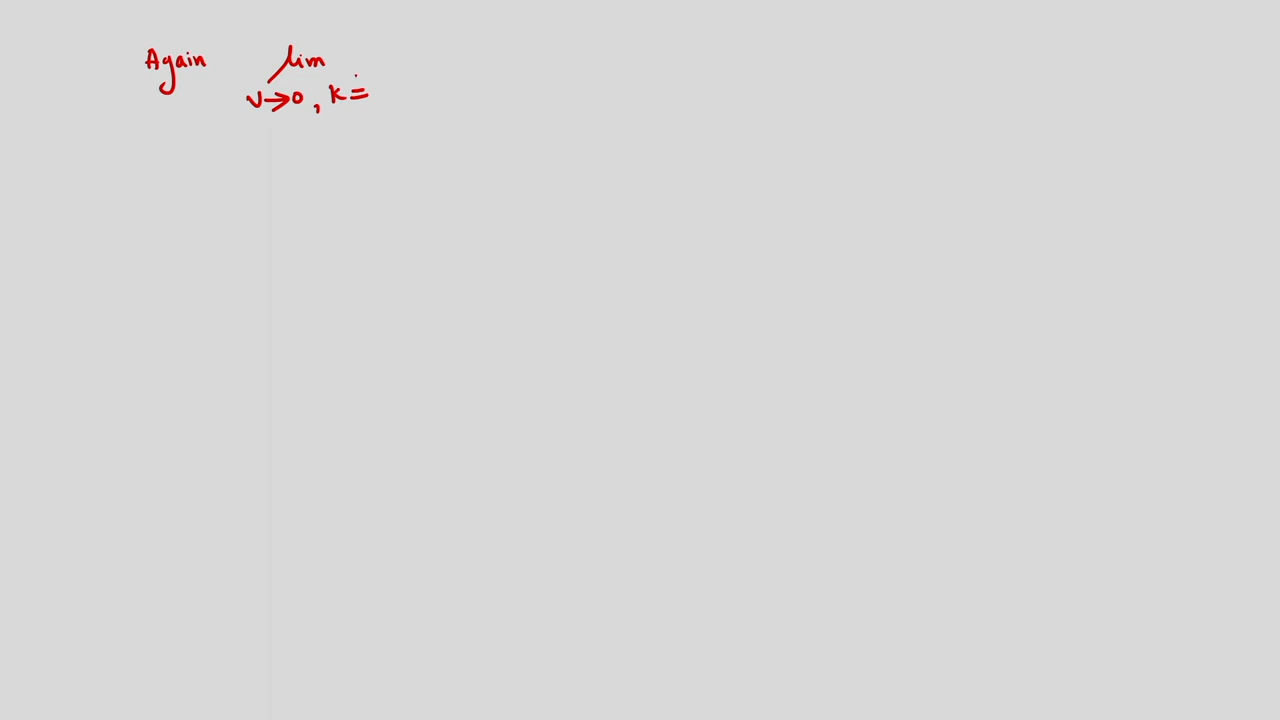 Again lim
ν→0, k=